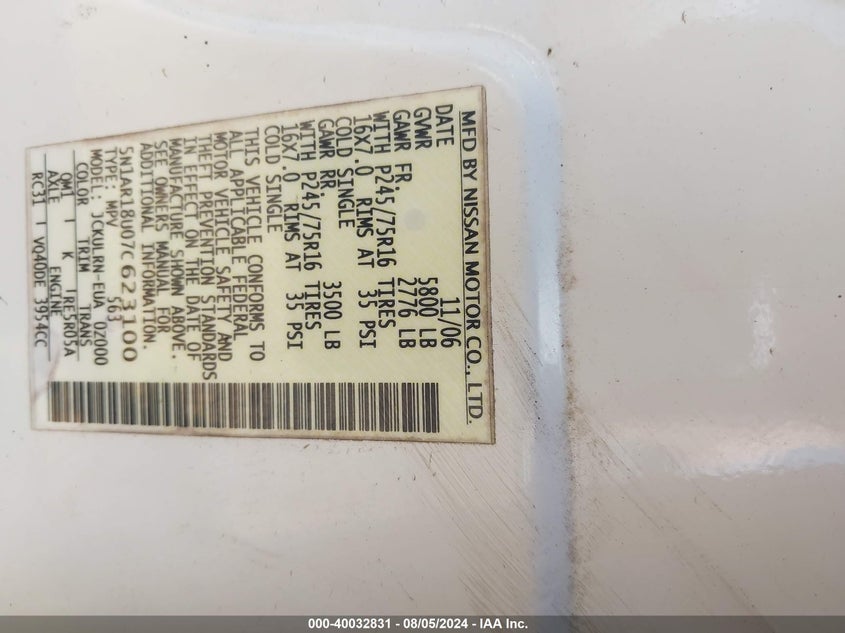 MFD BY NISSAN MOTOR CO., LTD.
DATE 11/06
GVWR 5800 LB
GAWR FR. 2776 LB
WITH P245/75R16 TIRES
16X7.0 RIMS AT 35 PSI
COLD SINGLE
GAWR RR. 3500 LB
WITH P245/75R16 TIRES
16X7.0 RIMS AT 35 PSI
COLD SINGLE
THIS VEHICLE CONFORMS TO
ALL APPLICABLE FEDERAL
MOTOR VEHICLE SAFETY AND
THEFT PREVENTION STANDARDS
IN EFFECT ON THE DATE OF
MANUFACTURE SHOWN ABOVE.
SEE OWNERS MANUAL FOR
ADDITIONAL INFORMATION.
5N1AR18U07C623100
TYPE: MPV S63
MODEL: JCKULRN-EUA 02000
COLOR TRIM TRANS
QM1 K RE5R05A
AXLE ENGINE
RC31 VQ40DE 3954CC
000-40032831 - 08/05/2024 - IAA Inc.